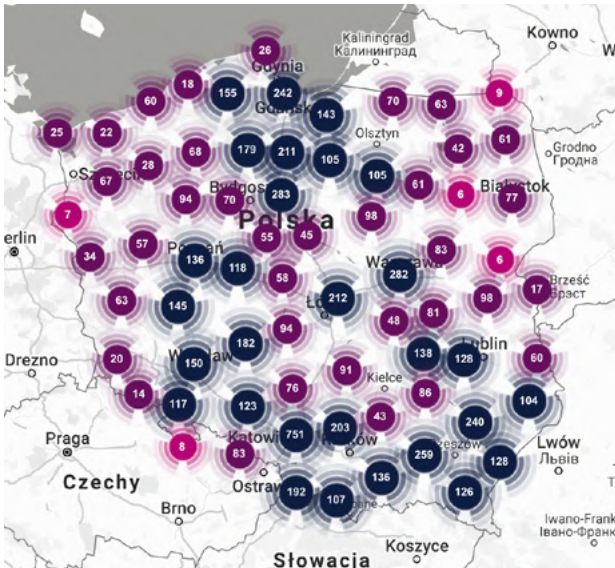 26
Gdynia
Kaliningrad
Калининград
Kowno
18
60
155
242
Gdańsk
143
70
63
9
25
22
68
179
211
105
Olsztyn
42
61
Grodno
Гродна
67
28
105
61
6
Białystok
77
94
Bydgos
70
283
7
Polska
98
erlin
34
57
Poznań
136
118
55
45
83
6
Warszawa
282
58
63
145
212
98
17
Brześć
Брэст
48
81
94
182
Drezno
20
150
138
Lublin
128
60
91
Kielce
14
117
76
123
86
104
43
751
203
240
Praga
8
Katowi
83
Kraków
259
Rzeszów
128
Lwów
Львів
Czechy
Ostrawa
192
107
136
126
Brno
Iwano-Frank
Івано-Франк
Koszyce
Słowacja